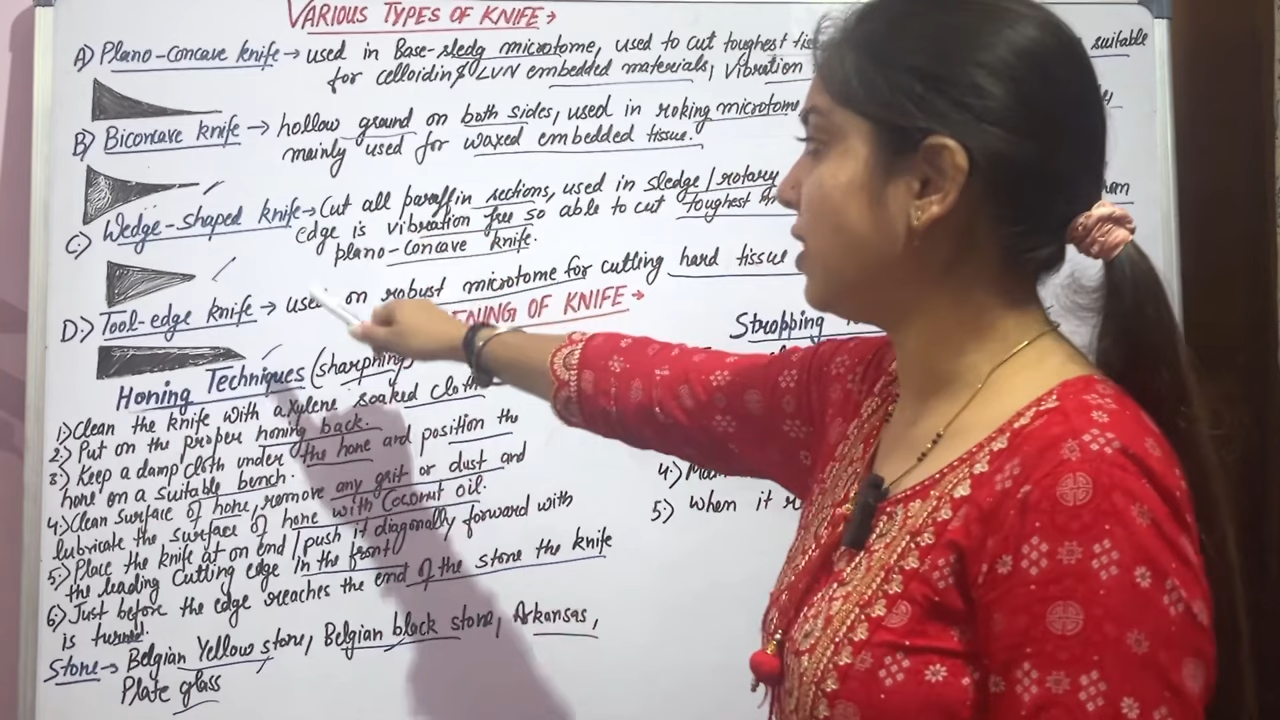 VARIOUS TYPES OF KNIFE→
A) Plano-concave knife → used in Base-sledg microtome, used to cut toughest suitable
for celloiding LVN embedded materials, Vibration
B) Biconcave knife → hollow ground on both sides, used in roking microtome
mainly used for waxed embedded tissue.
C) Wedge-shaped knife→ Cut all paraffin sections, used in sledge/rotary
edge is vibration free so able to cut toughest
plano-concave knife.
D:) Tool-edge knife → used on robust microtome for cutting hard tissue
OF KNIFE →
Honing Techniques (sharpning)
1) Clean the knife with a xylene soaked cloth
2) Put on the proper honing back.
3) Keep a damp cloth under the hone and position the
hone on a suitable bench.
4:) Clean surface of hone, remove any grit or dust and
lubricate the surface of hone with Coconut oil.
5:) Place the knife at on end / push it diagonally forward with
the leading cutting edge in the front
6:) Just before the edge reaches the end of the stone the knife
is turned.
Stone → Belgian Yellow stone, Belgian black stone, Arkansas,
Plate glass
Stropping
4:)
5:) When it